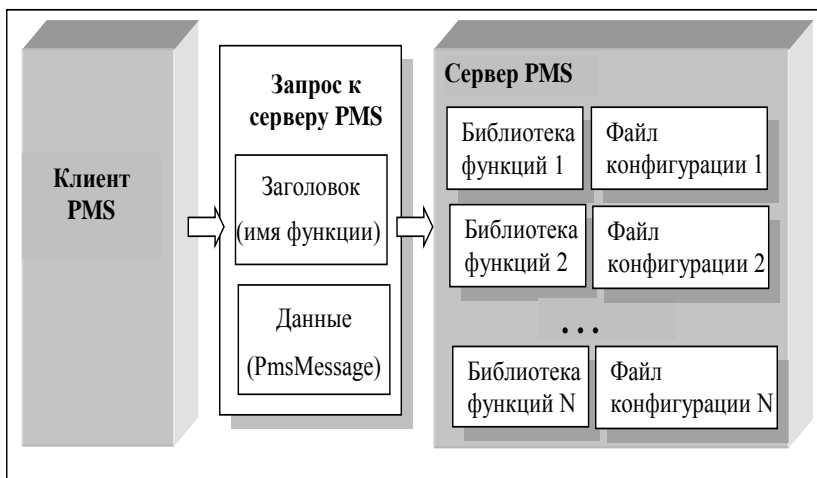 Клиент
PMS
Запрос к
серверу PMS
Заголовок
(имя функции)
Данные
(PmsMessage)
Сервер PMS
Библиотека
функций 1
Файл
конфигурации 1
Библиотека
функций 2
Файл
конфигурации 2
...
Библиотека
функций N
Файл
конфигурации N